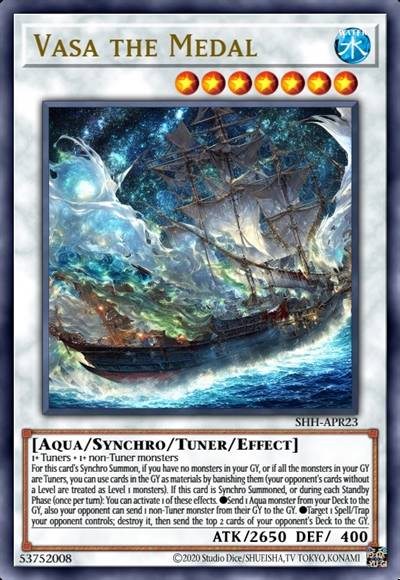 VASA THE MEDAL
WATER
水
SHH-APR23
[AQUA/SYNCHRO/TUNER/EFFECT]
1+ Tuners + 1+ non-Tuner monsters
For this card's Synchro Summon, if you have no monsters in your GY, or if all the monsters in your GY
are Tuners, you can use cards in the GY as materials by banishing them (your opponent's cards without
a Level are treated as Level 1 monsters). If this card is Synchro Summoned, or during each Standby
Phase (once per turn): You can activate 1 of these effects. ●Send 1 Aqua monster from your Deck to the
GY, also your opponent can send 1 non-Tuner monster from their GY to the GY. ●Target 1 Spell/Trap
your opponent controls; destroy it, then send the top 2 cards of your opponent's Deck to the GY.
ATK/2650 DEF/ 400
53752008
©2020 Studio Dice/SHUEISHA, TV TOKYO, KONAMI